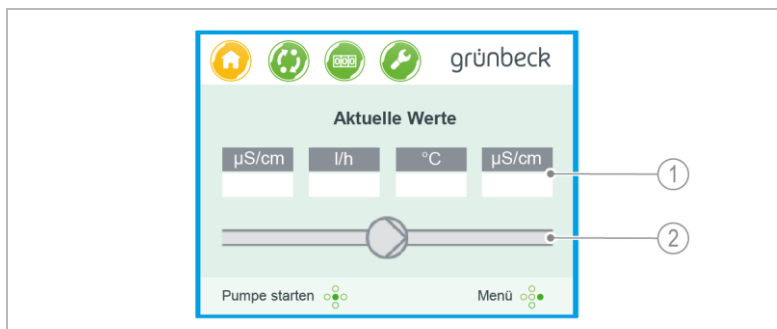 grünbeck
Aktuelle Werte
µS/cm l/h °C µS/cm
1
2
Pumpe starten Menü